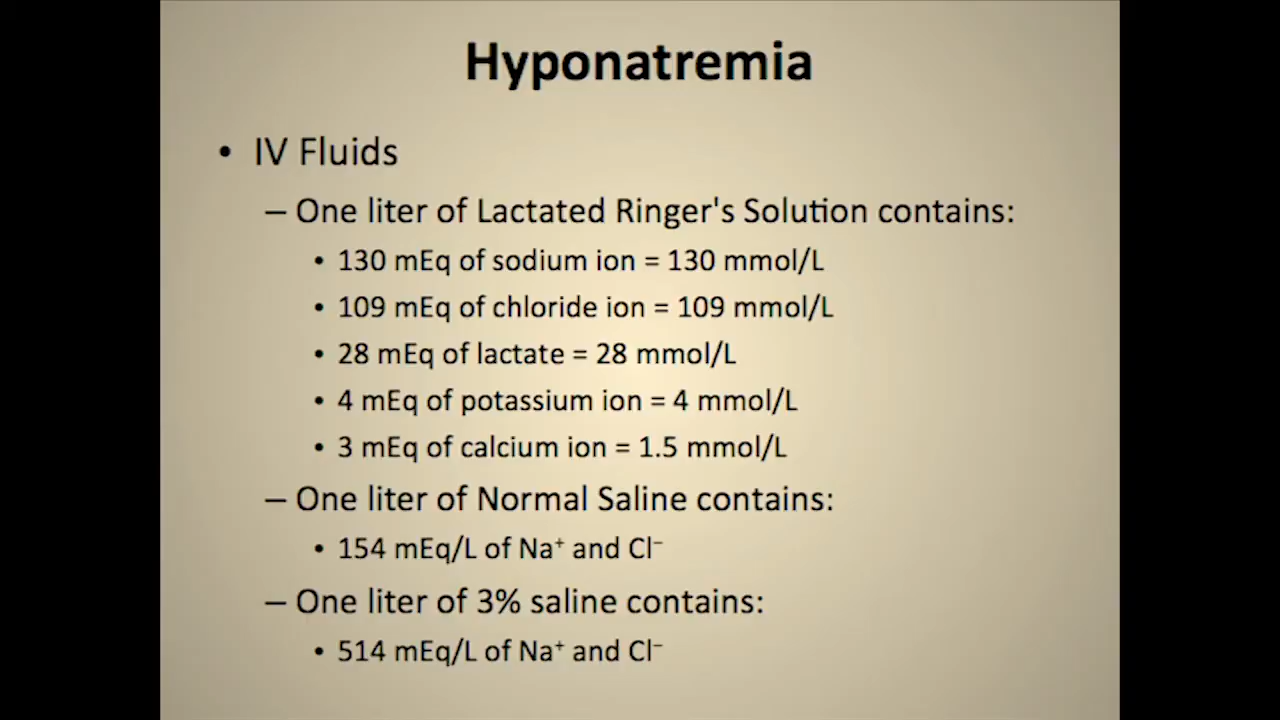 Hyponatremia
• IV Fluids
– One liter of Lactated Ringer's Solution contains:
• 130 mEq of sodium ion = 130 mmol/L
• 109 mEq of chloride ion = 109 mmol/L
• 28 mEq of lactate = 28 mmol/L
• 4 mEq of potassium ion = 4 mmol/L
• 3 mEq of calcium ion = 1.5 mmol/L
– One liter of Normal Saline contains:
• 154 mEq/L of Na⁺ and Cl⁻
– One liter of 3% saline contains:
• 514 mEq/L of Na⁺ and Cl⁻